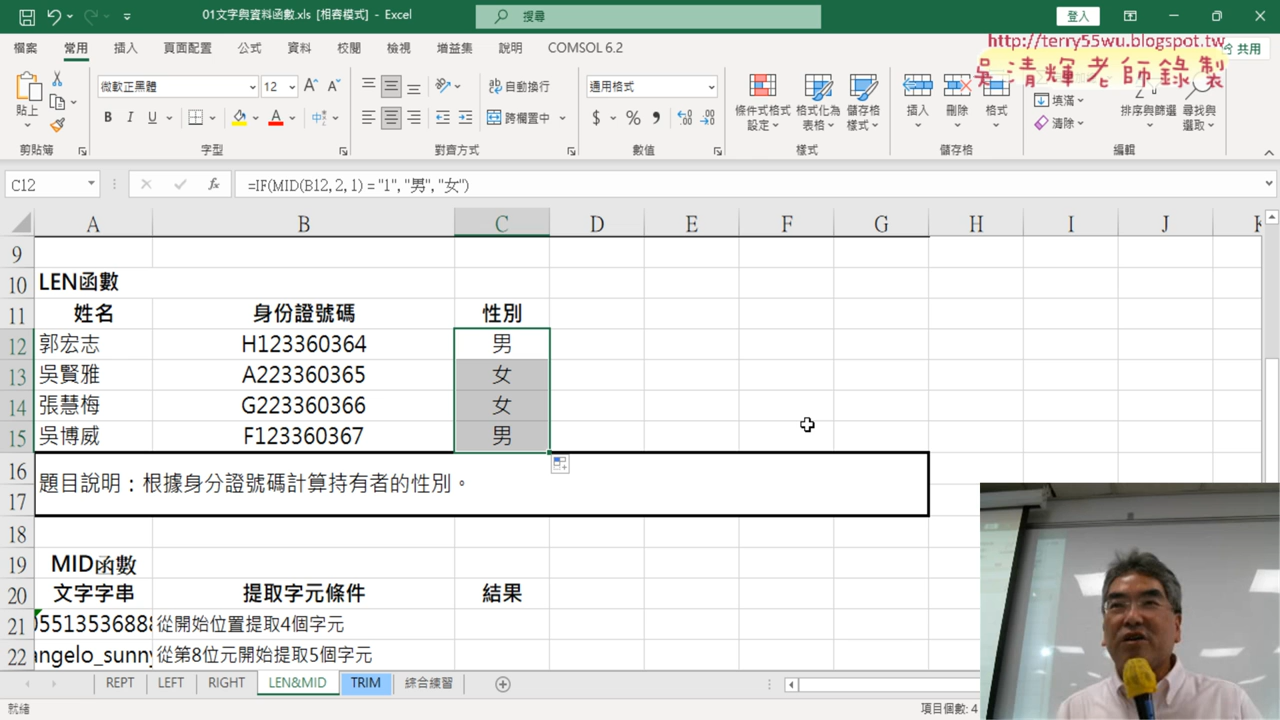 01文字與資料函數.xls [相容模式] - Excel
搜尋
登入
檔案 常用 插入 頁面配置 公式 資料 校閱 檢視 增益集 說明 COMSOL 6.2
共用
http://terry55wu.blogspot.tw
吳清輝老師錄製
貼上
微軟正黑體 12
B I U
自動換行
跨欄置中
通用格式
$ % 9
條件式格式設定
格式化為表格
儲存格樣式
插入 刪除 格式
填滿
清除
排序與篩選
尋找與選取
剪貼簿 字型 對齊方式 數值 樣式 儲存格 編輯
C12 fx =IF(MID(B12, 2, 1) = "1", "男", "女")
A B C D E F G H I J K
9
10 LEN函數
11 姓名 身份證號碼 性別
12 郭宏志 H123360364 男
13 吳賢雅 A223360365 女
14 張慧梅 G223360366 女
15 吳博威 F123360367 男
16 題目說明：根據身分證號碼計算持有者的性別。
17
18
19 MID函數
20 文字字串 提取字元條件 結果
21 0551353688 從開始位置提取4個字元
22 angelo_sunny 從第8位元開始提取5個字元
REPT LEFT RIGHT LEN&MID TRIM 綜合練習
就緒 項目個數: 4